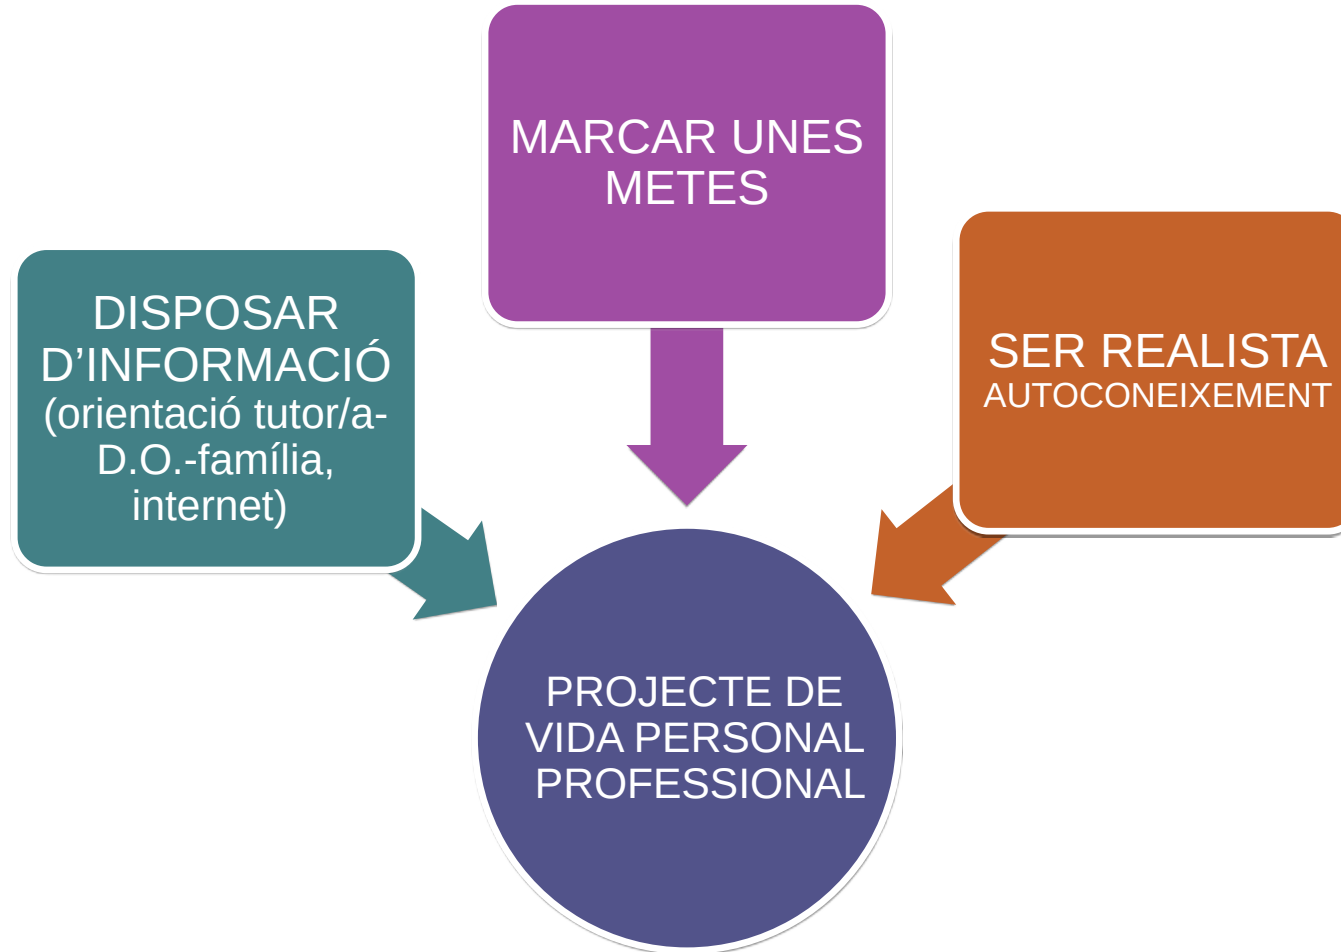 MARCAR UNES
METES
DISPOSAR
D’INFORMACIÓ
(orientació tutor/a-
D.O.-família,
internet)
SER REALISTA
AUTOCONEIXEMENT
PROJECTE DE
VIDA PERSONAL
PROFESSIONAL